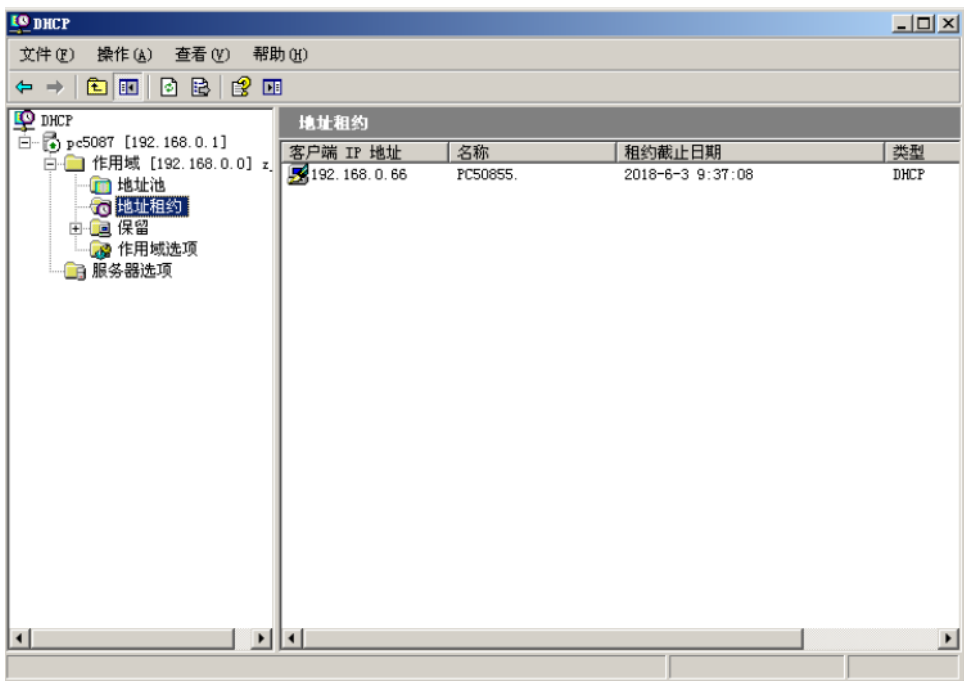 DHCP
文件(F) 操作(A) 查看(V) 帮助(H)
DHCP
pc5087 [192.168.0.1]
作用域 [192.168.0.0] z_
地址池
地址租约
保留
作用域选项
服务器选项
地址租约
客户端 IP 地址 名称 租约截止日期 类型
192.168.0.66 PC50855. 2018-6-3 9:37:08 DHCP